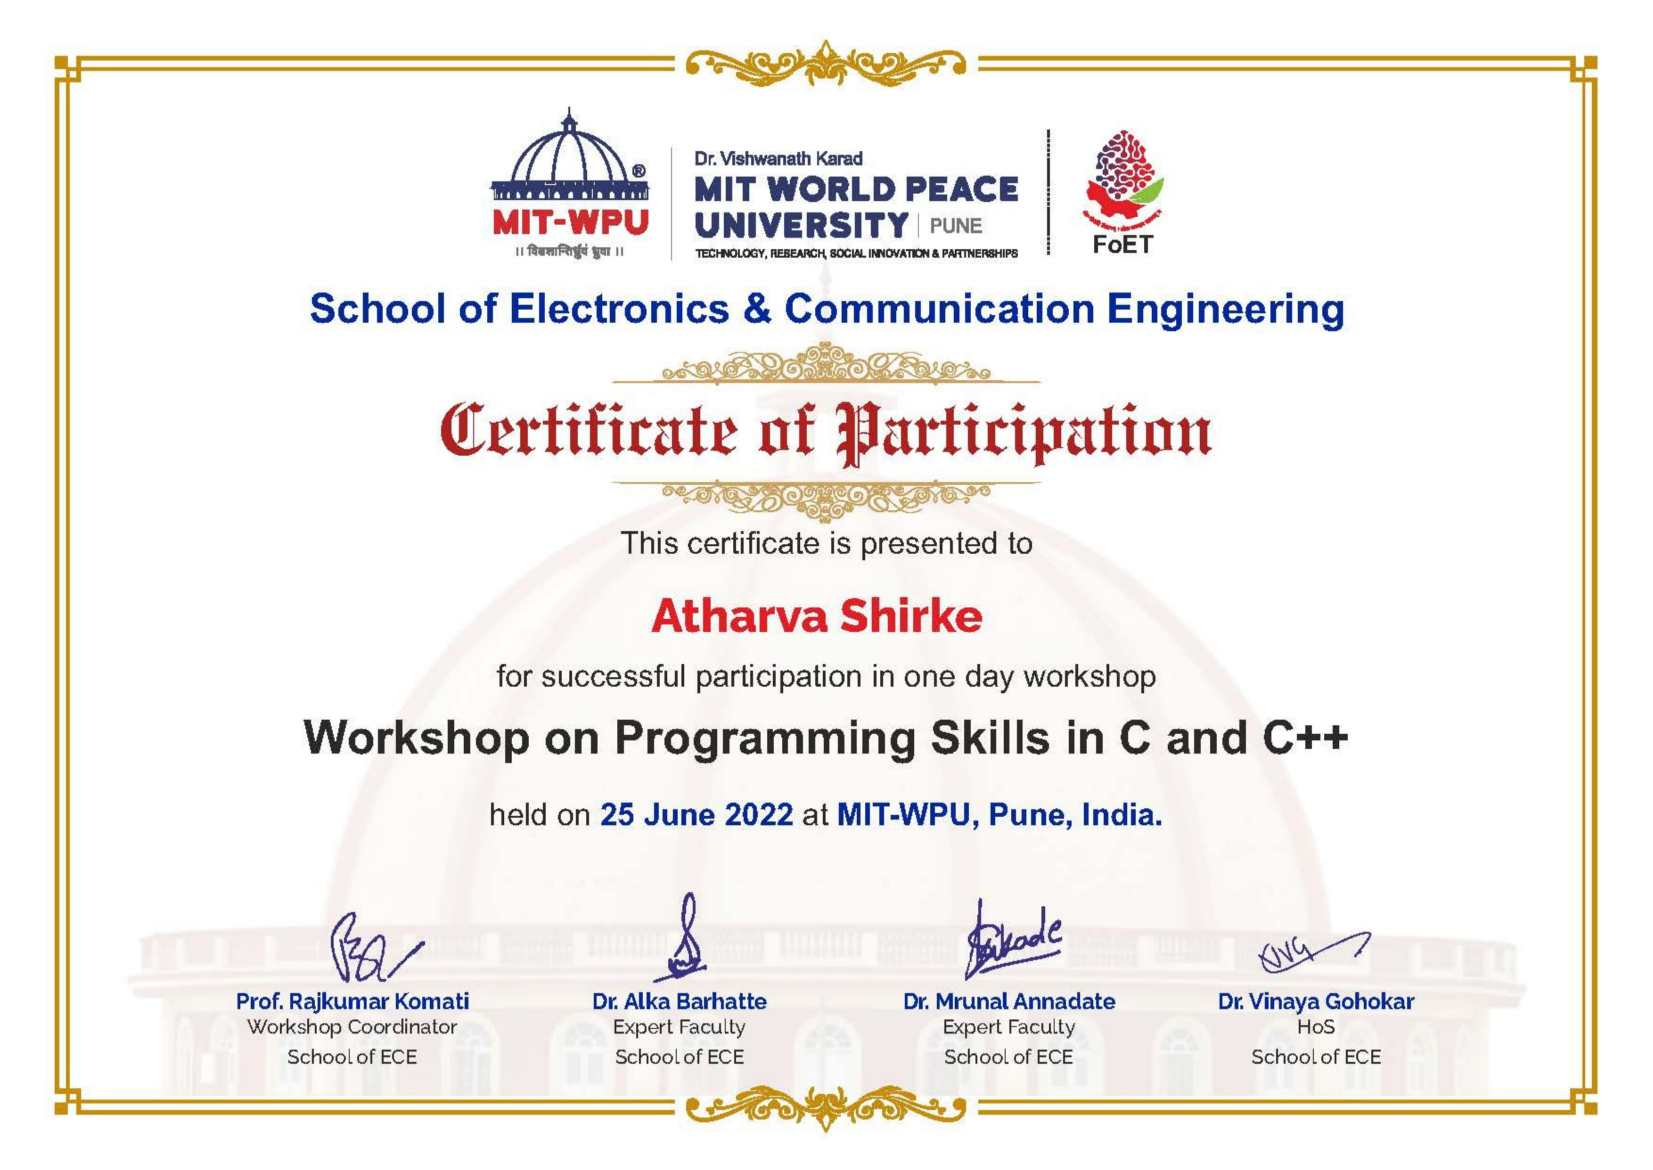 MIT-WPU
®
॥ विश्वशान्तिर्ध्रुवं ध्रुवा ॥
Dr. Vishwanath Karad
MIT WORLD PEACE
UNIVERSITY | PUNE
TECHNOLOGY, RESEARCH, SOCIAL INNOVATION & PARTNERSHIPS
FoET
School of Electronics & Communication Engineering
Certificate of Participation
This certificate is presented to
Atharva Shirke
for successful participation in one day workshop
Workshop on Programming Skills in C and C++
held on 25 June 2022 at MIT-WPU, Pune, India.
Prof. Rajkumar Komati
Workshop Coordinator
School of ECE
Dr. Alka Barhatte
Expert Faculty
School of ECE
Dr. Mrunal Annadate
Expert Faculty
School of ECE
Dr. Vinaya Gohokar
HoS
School of ECE